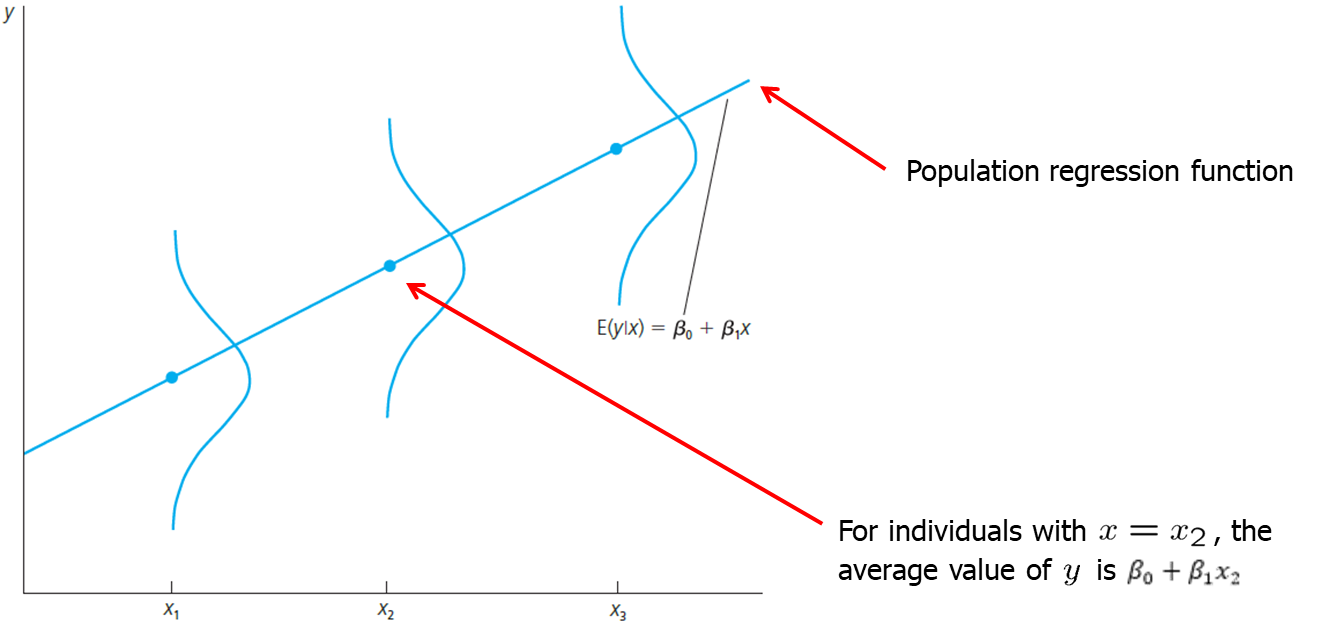 y
Population regression function
E(y|x) = β₀ + β₁x
For individuals with x = x₂, the
average value of y is β₀ + β₁x₂
x₁ x₂ x₃